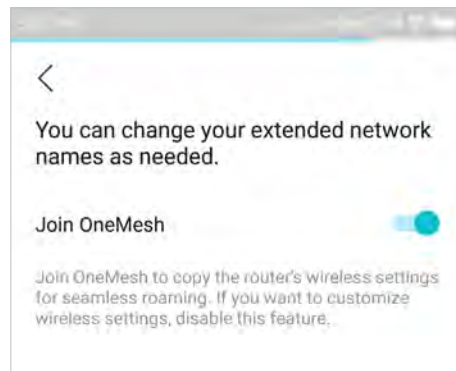 You can change your extended network
names as needed.
Join OneMesh
Join OneMesh to copy the router's wireless settings
for seamless roaming. If you want to customize
wireless settings, disable this feature.